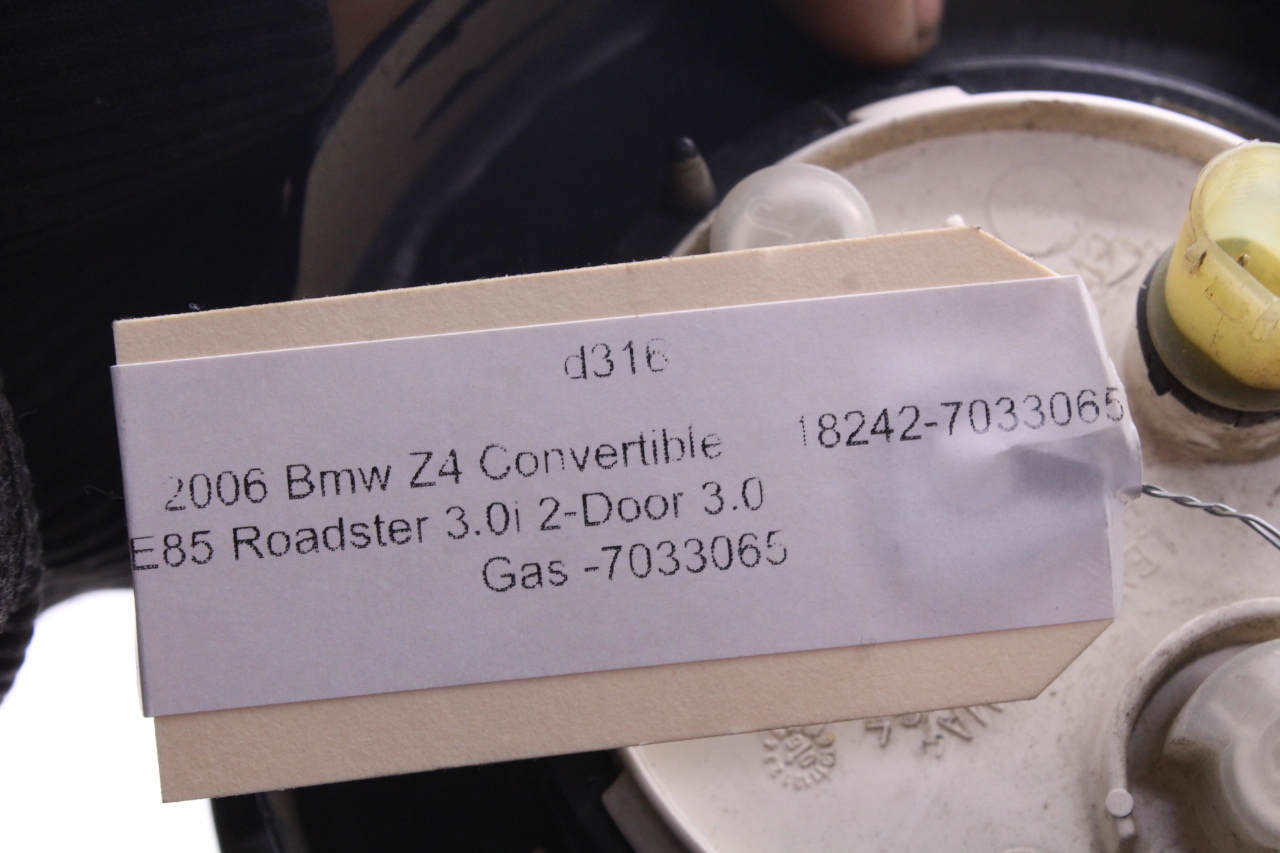 d316
2006 Bmw Z4 Convertible 18242-7033065
E85 Roadster 3.0i 2-Door 3.0
Gas -7033065